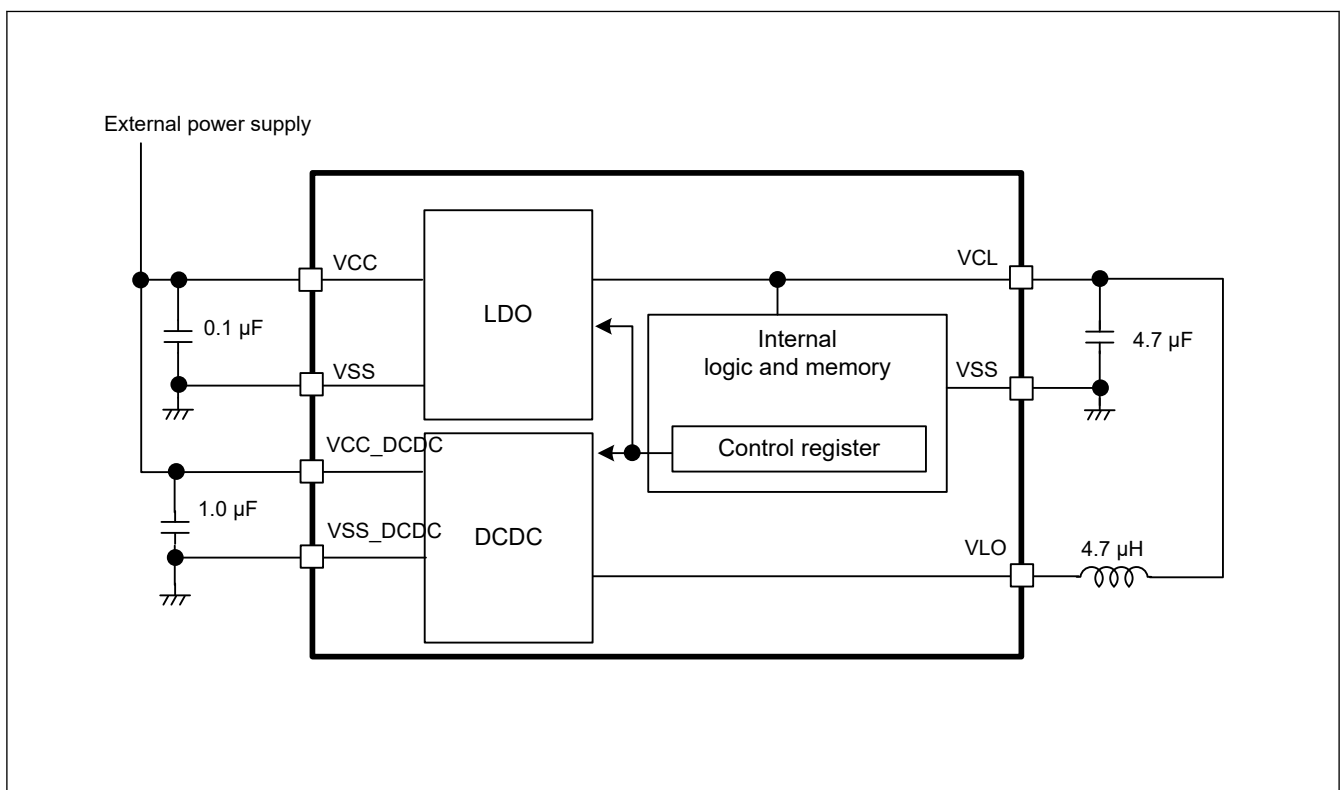 External power supply
VCC
VCL
LDO
0.1 µF
Internal
logic and memory
4.7 µF
VSS
VSS
VCC_DCDC
Control register
1.0 µF
VSS_DCDC
DCDC
VLO
4.7 µH